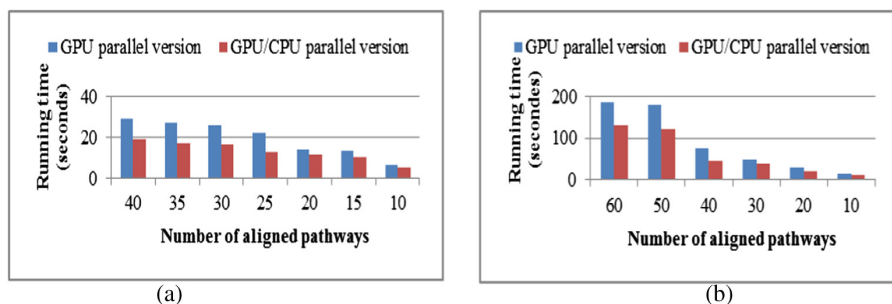 GPU parallel version GPU/CPU parallel version
Running time
(seconds)
40
20
0
40 35 30 25 20 15 10
Number of aligned pathways
(a)
GPU parallel version GPU/CPU parallel version
Running time
(secondes)
200
100
0
60 50 40 30 20 10
Number of aligned pathways
(b)